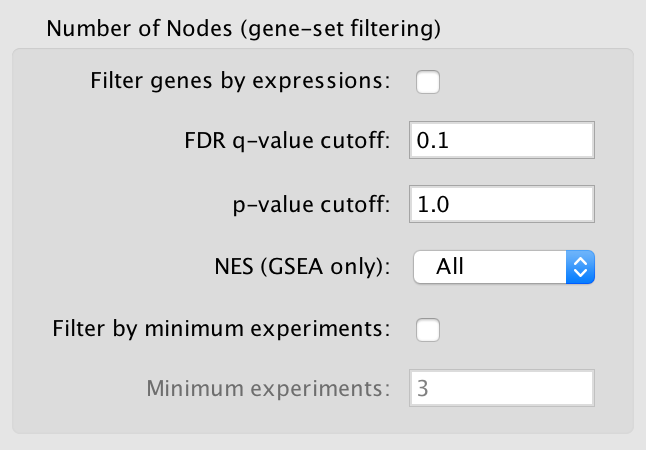 Number of Nodes (gene-set filtering)
Filter genes by expressions:
FDR q-value cutoff: 0.1
p-value cutoff: 1.0
NES (GSEA only): All
Filter by minimum experiments:
Minimum experiments: 3